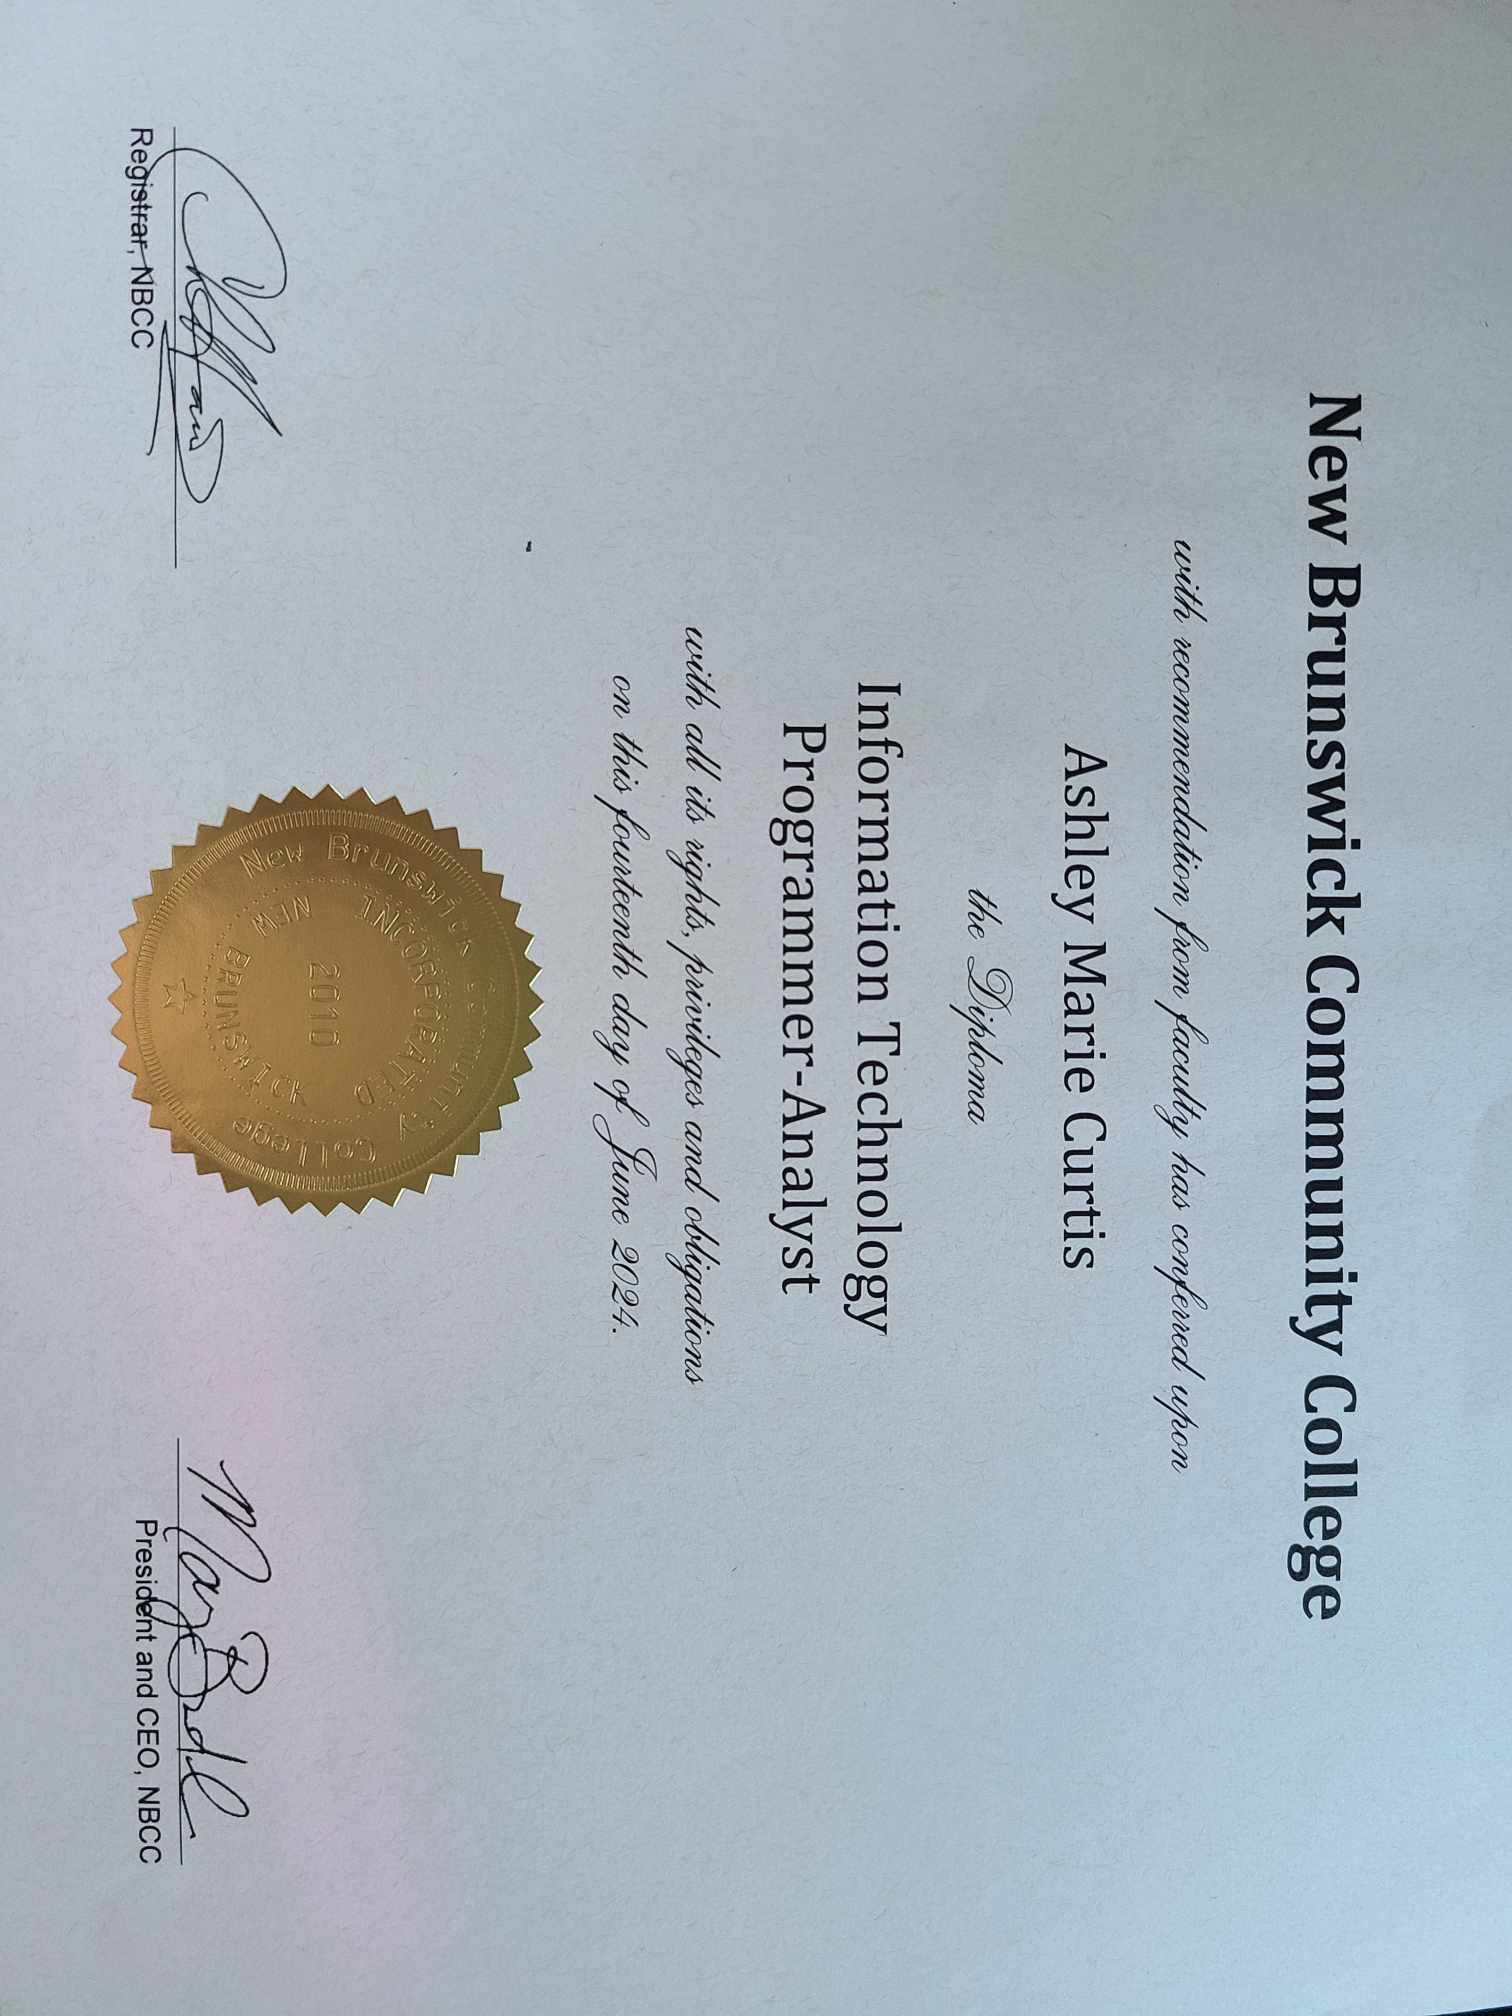 New Brunswick Community College
with recommendation from faculty has conferred upon
Ashley Marie Curtis
the Diploma
Information Technology
Programmer-Analyst
with all its rights, privileges and obligations
on this fourteenth day of June 2024.
New Brunswick Community College
INCORPORATED
2010
NEW BRUNSWICK
Registrar, NBCC
President and CEO, NBCC